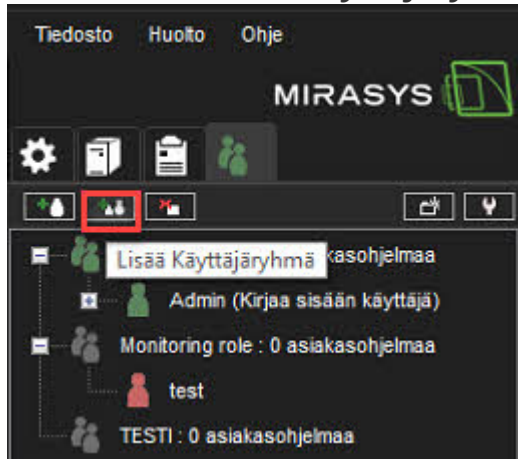 Tiedosto Huolto Ohje
MIRASYS
Lisää Käyttäjäryhmä kasohjelmaa
Admin (Kirjaa sisään käyttäjä)
Monitoring role : 0 asiakasohjelmaa
test
TESTI : 0 asiakasohjelmaa